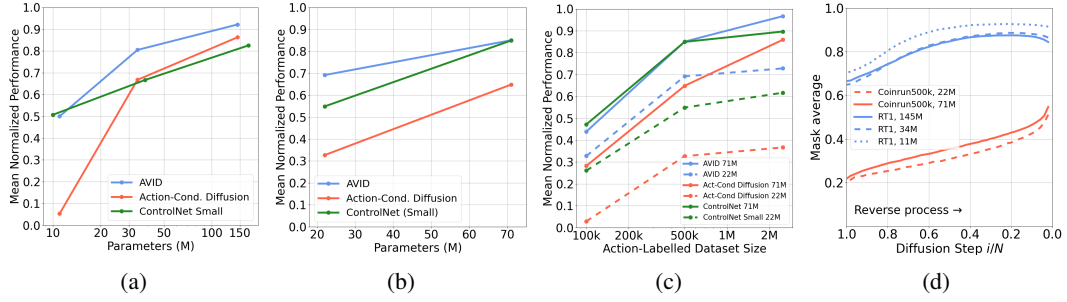 Mean Normalized Performance
1.0
0.9
0.8
0.7
0.6
0.5
0.4
0.3
0.2
0.1
0.0
10
20
30
50
100
150
Parameters (M)
AVID
Action-Cond. Diffusion
ControlNet Small
(a)
Mean Normalized Performance
1.0
0.9
0.8
0.7
0.6
0.5
0.4
0.3
0.2
0.1
0.0
20
30
40
50
60
70
Parameters (M)
AVID
Action-Cond. Diffusion
ControlNet (Small)
(b)
Mean Normalized Performance
1.0
0.9
0.8
0.7
0.6
0.5
0.4
0.3
0.2
0.1
0.0
100k
200k
500k
1M
2M
Action-Labelled Dataset Size
AVID 71M
AVID 22M
Act-Cond Diffusion 71M
Act-Cond Diffusion 22M
ControlNet 71M
ControlNet Small 22M
(c)
Mask average
1.0
0.8
0.6
0.4
0.2
1.0
0.8
0.6
0.4
0.2
0.0
Diffusion Step i/N
Coinrun500k, 22M
Coinrun500k, 71M
RT1, 145M
RT1, 34M
RT1, 11M
Reverse process →
(d)